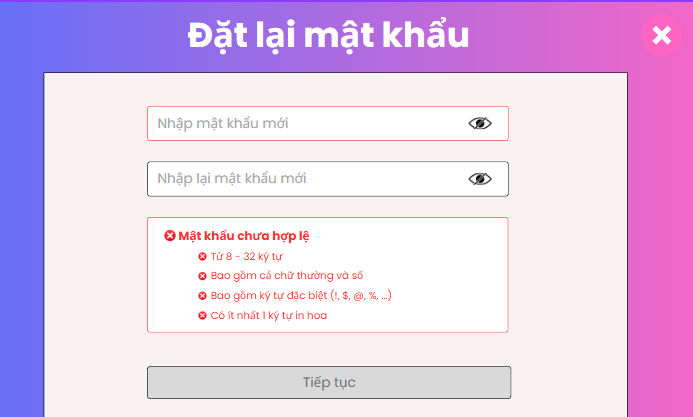 Đặt lại mật khẩu
Nhập mật khẩu mới
Nhập lại mật khẩu mới
Mật khẩu chưa hợp lệ
Từ 8 - 32 ký tự
Bao gồm cả chữ thường và số
Bao gồm ký tự đặc biệt (!, $, @, %, ...)
Có ít nhất 1 ký tự in hoa
Tiếp tục